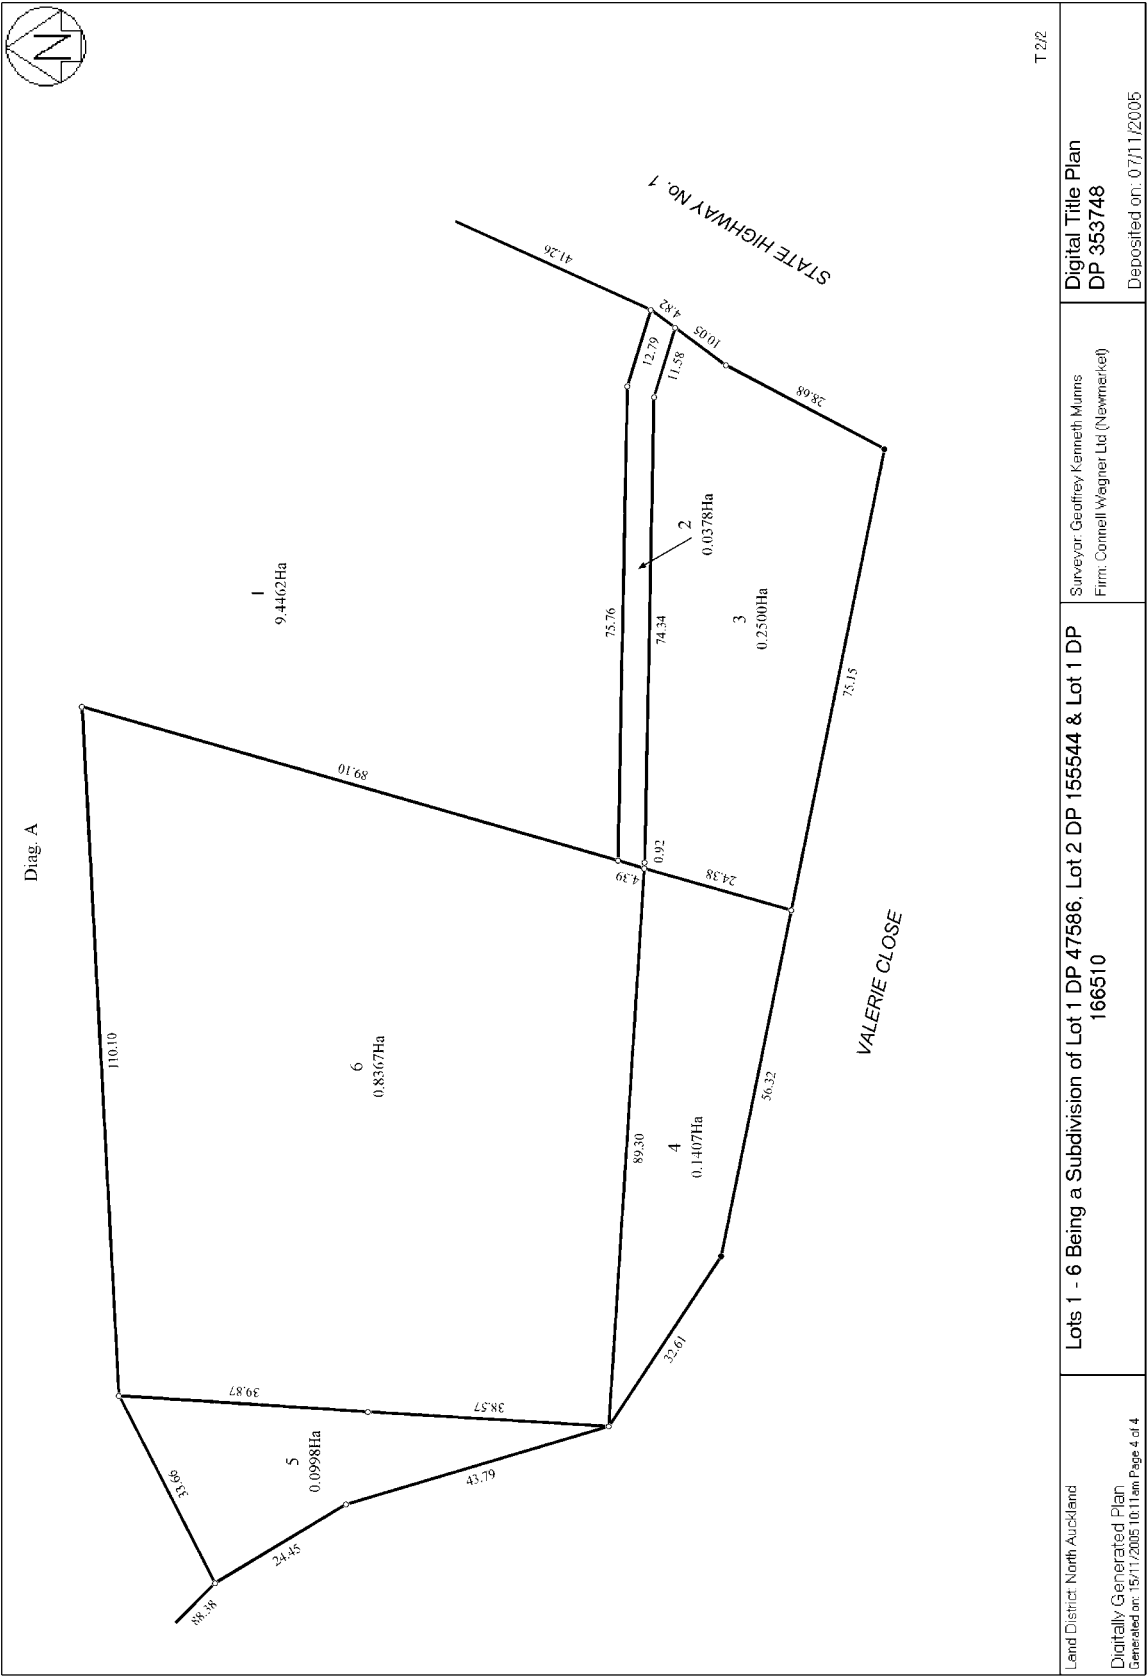 Diag. A
N
110.10
89.10
1
9.4462Ha
41.26
STATE HIGHWAY No. 1
4.82
10.05
12.79
11.58
28.68
75.76
74.34
2
0.0378Ha
3
0.2500Ha
75.15
4.39
0.92
24.38
6
0.8367Ha
89.30
4
0.1407Ha
56.32
VALERIE CLOSE
32.61
39.87
38.57
5
0.0998Ha
33.66
43.79
24.45
88.38
T 2/2
Land District: North Auckland
Digitally Generated Plan
Generated on: 15/11/2005 10:11am Page 4 of 4
Lots 1 - 6 Being a Subdivision of Lot 1 DP 47586, Lot 2 DP 155544 & Lot 1 DP
166510
Surveyor: Geoffrey Kenneth Munns
Firm: Connell Wagner Ltd (Newmarket)
Digital Title Plan
DP 353748
Deposited on: 07/11/2005